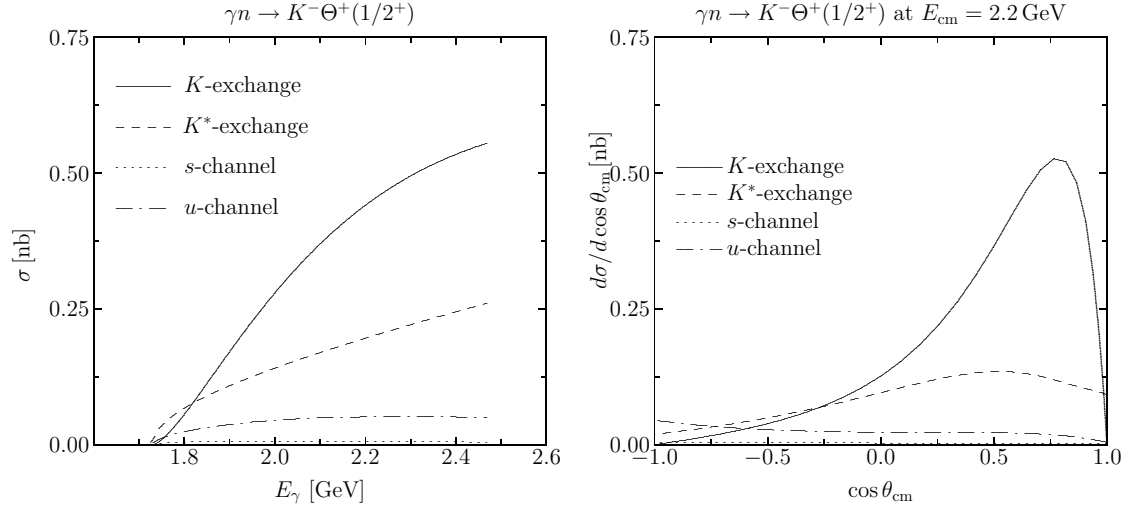 γn → K⁻Θ⁺(1/2⁺)
0.75
0.50
0.25
0.00
σ [nb]
K-exchange
K*-exchange
s-channel
u-channel
1.8 2.0 2.2 2.4 2.6
E_γ [GeV]
γn → K⁻Θ⁺(1/2⁺) at E_cm = 2.2 GeV
0.75
0.50
0.25
0.00
dσ/d cos θ_cm [nb]
K-exchange
K*-exchange
s-channel
u-channel
−1.0 −0.5 0.0 0.5 1.0
cos θ_cm